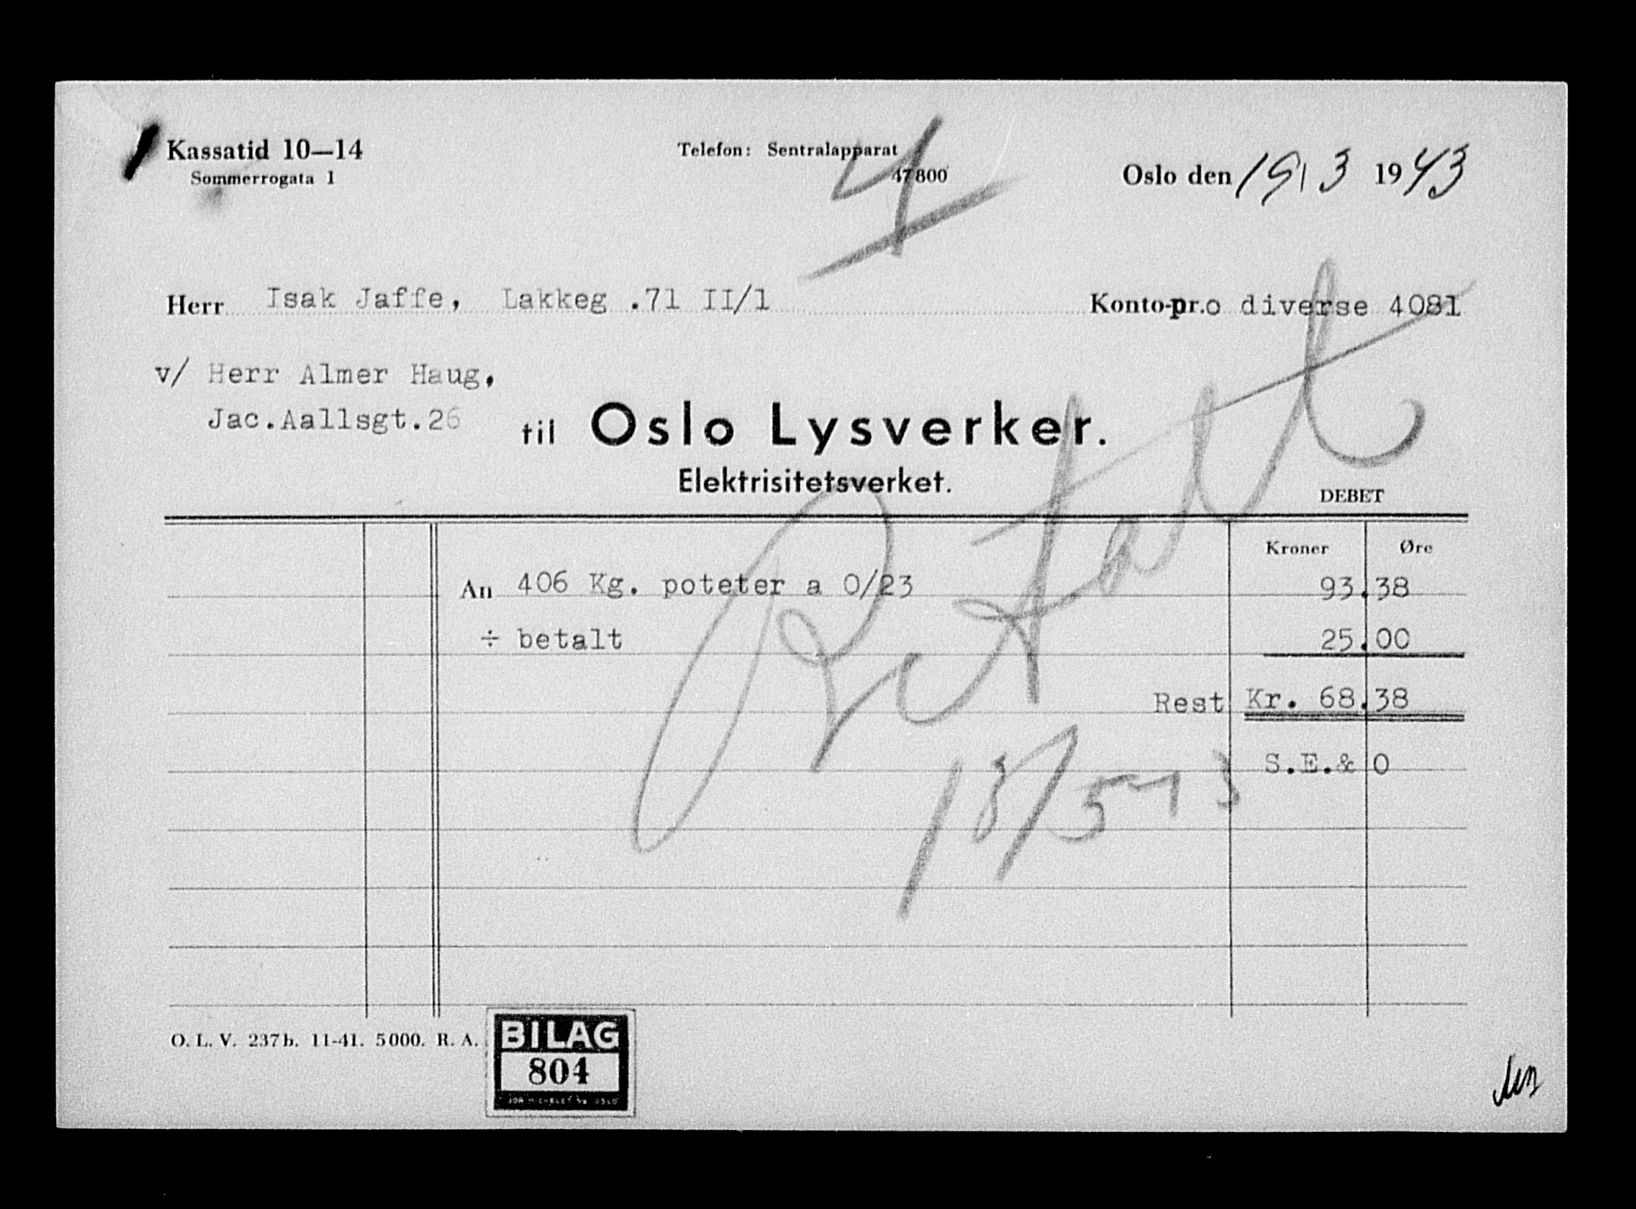 Kassatid 10—14
Sommerrogata 1
Telefon: Sentralapparat
47800
4
Oslo den 19/3 1943
Herr Isak Jaffe, Lakkeg .71 II/1
Konto-pr.o diverse 4081
v/ Herr Almer Haug,
Jac.Aallsgt.26
til Oslo Lysverker.
Elektrisitetsverket.
DEBET
Kroner Øre
An 406 Kg. poteter a 0/23 93.38
÷ betalt 25.00
Rest Kr. 68.38
S.E.& O
Betalt
13/5-43
O. L. V. 237b. 11-41. 5000. R. A.
BILAG
804